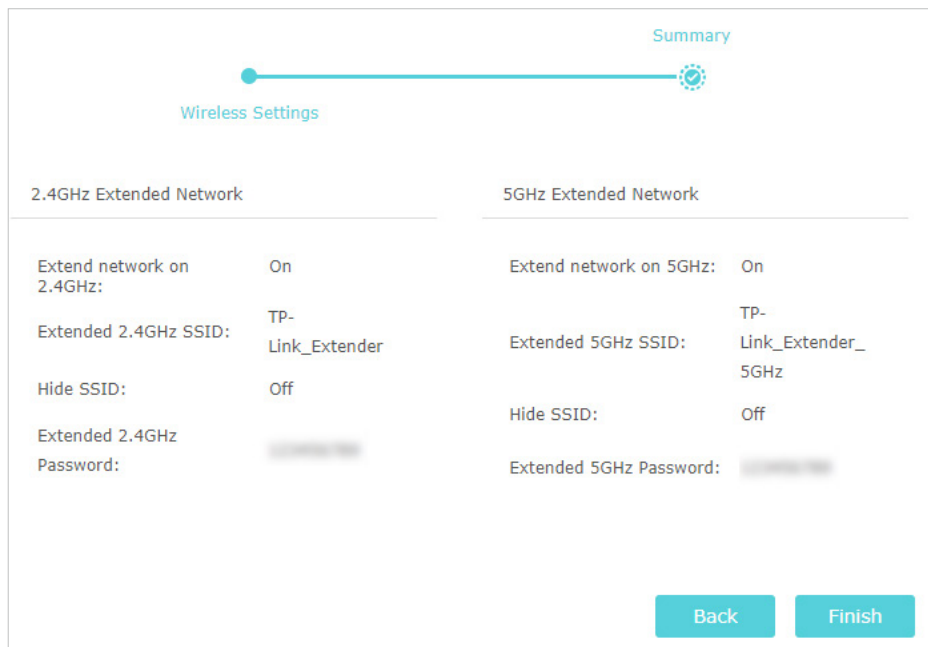 Summary
Wireless Settings
2.4GHz Extended Network
Extend network on
2.4GHz:
On
Extended 2.4GHz SSID:
TP-
Link_Extender
Hide SSID:
Off
Extended 2.4GHz
Password:
5GHz Extended Network
Extend network on 5GHz:
On
Extended 5GHz SSID:
TP-
Link_Extender_
5GHz
Hide SSID:
Off
Extended 5GHz Password:
Back
Finish